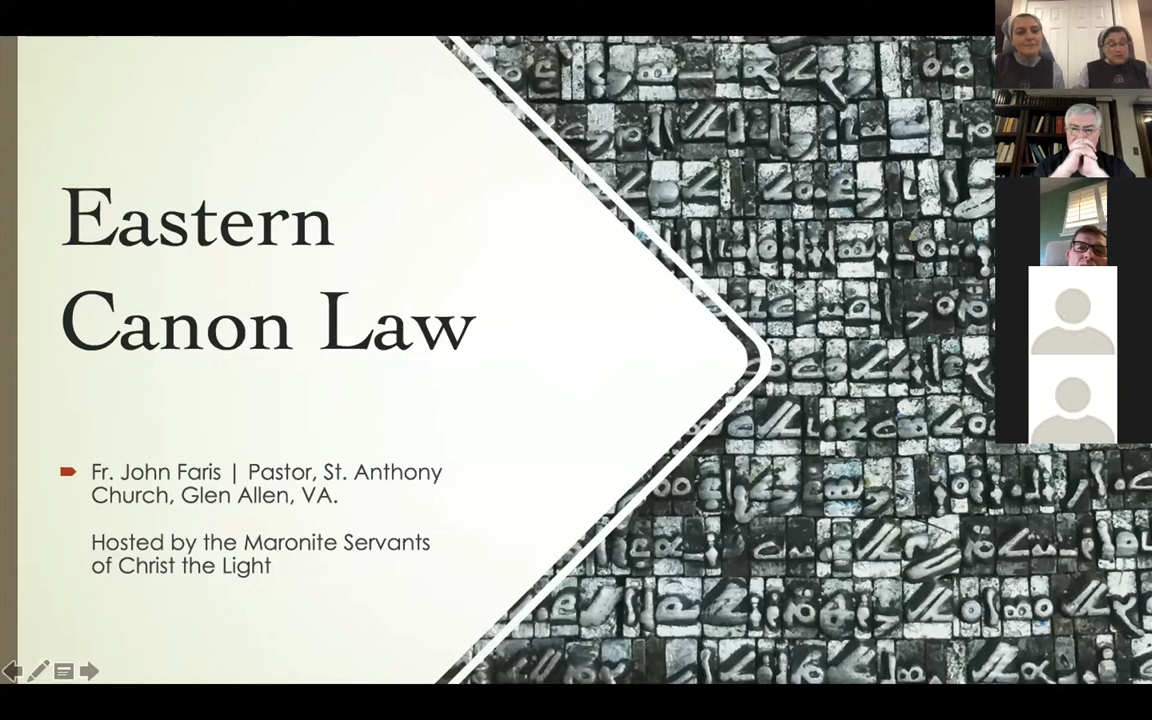 Eastern
Canon Law
Fr. John Faris | Pastor, St. Anthony
Church, Glen Allen, VA.
Hosted by the Maronite Servants
of Christ the Light